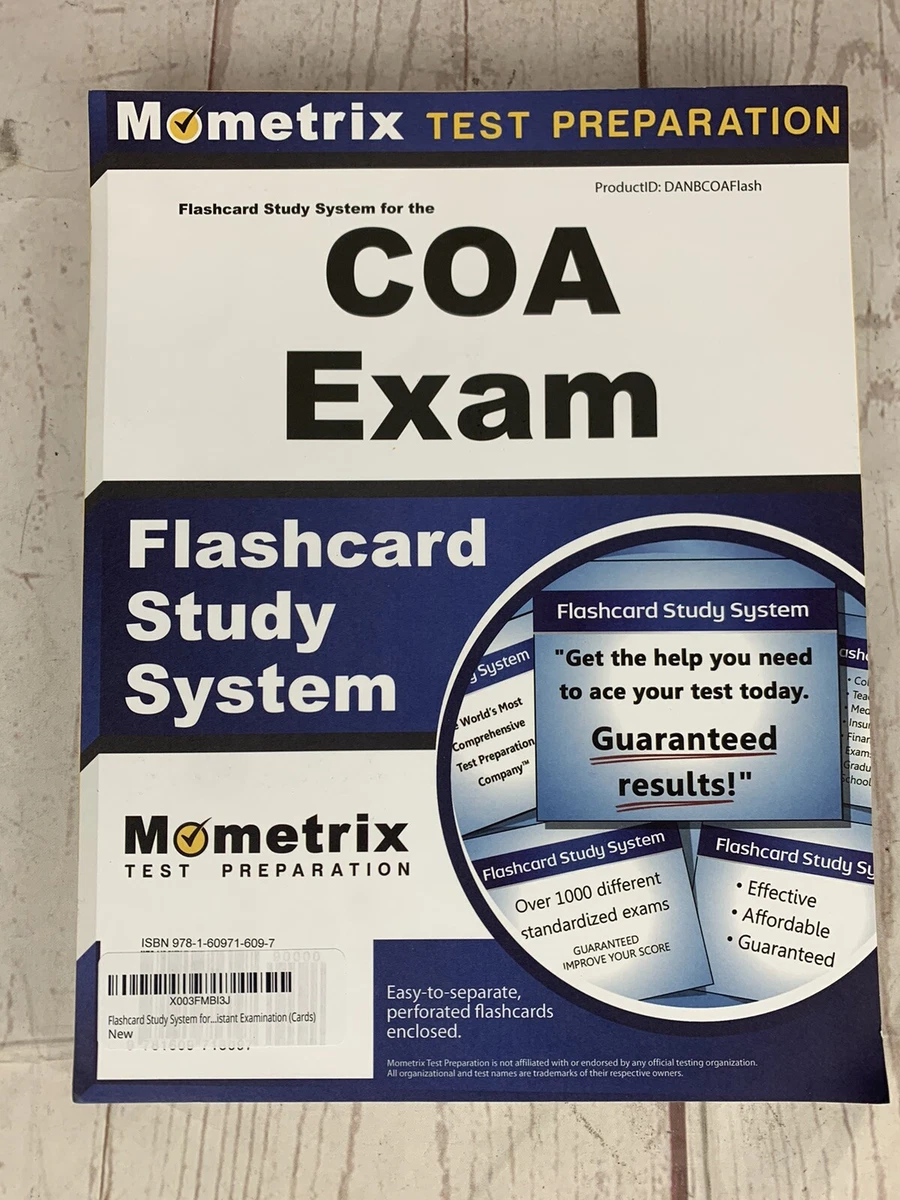 Mometrix TEST PREPARATION
ProductID: DANBCOAFlash
Flashcard Study System for the
COA
Exam
Flashcard
Study
System
Flashcard Study System
"Get the help you need
to ace your test today.
Guaranteed
results!"
System
World's Most
Comprehensive
Test Preparation
Company™
Flashcard Study System
Over 1000 different
standardized exams
GUARANTEED
IMPROVE YOUR SCORE
Flashcard Study Sy
• Effective
• Affordable
• Guaranteed
Mometrix
TEST PREPARATION
ISBN 978-1-60971-609-7
X003FMBI3J
Flashcard Study System for...istant Examination (Cards)
New
Easy-to-separate,
perforated flashcards
enclosed.
Mometrix Test Preparation is not affiliated with or endorsed by any official testing organization.
All organizational and test names are trademarks of their respective owners.